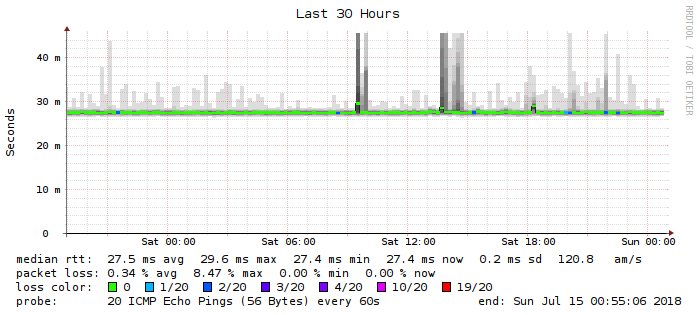 Last 30 Hours
RRDTOOL / TOBI OETIKER
Seconds
40 m
30 m
20 m
10 m
0
Sat 00:00 Sat 06:00 Sat 12:00 Sat 18:00 Sun 00:00
median rtt: 27.5 ms avg 29.6 ms max 27.4 ms min 27.4 ms now 0.2 ms sd 120.8 am/s
packet loss: 0.34 % avg 8.47 % max 0.00 % min 0.00 % now
loss color: 0 1/20 2/20 3/20 4/20 10/20 19/20
probe: 20 ICMP Echo Pings (56 Bytes) every 60s end: Sun Jul 15 00:55:06 2018